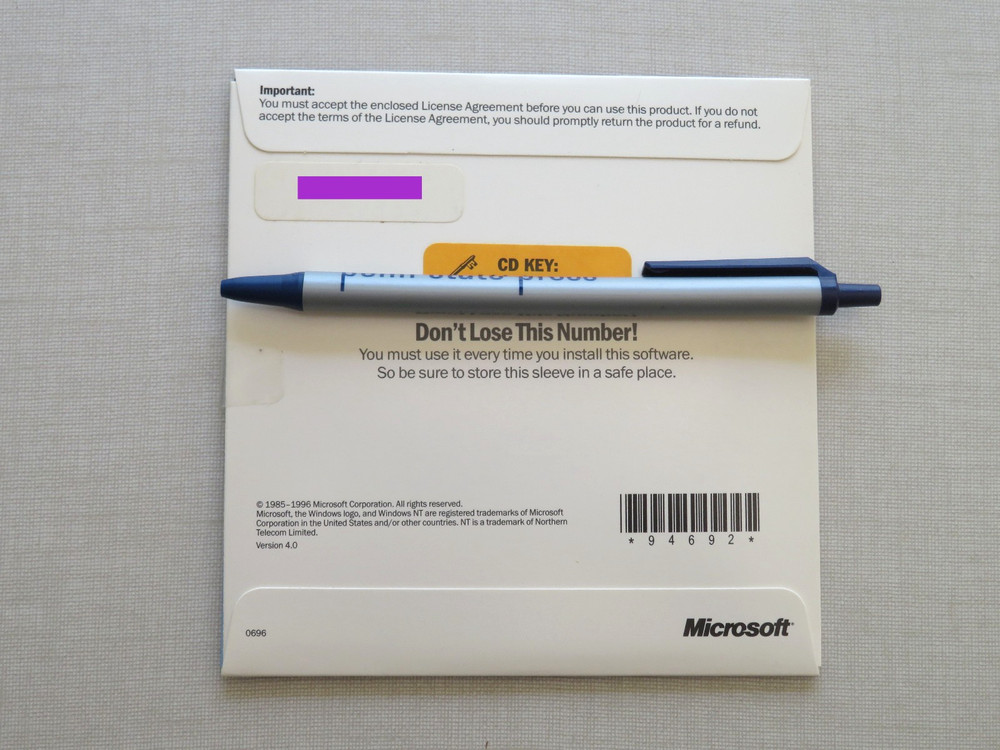 Important:
You must accept the enclosed License Agreement before you can use this product. If you do not
accept the terms of the License Agreement, you should promptly return the product for a refund.
CD KEY:
penn state press
Don't Lose This Number!
You must use it every time you install this software.
So be sure to store this sleeve in a safe place.
© 1985–1996 Microsoft Corporation. All rights reserved.
Microsoft, the Windows logo, and Windows NT are registered trademarks of Microsoft
Corporation in the United States and/or other countries. NT is a trademark of Northern
Telecom Limited.
Version 4.0
* 9 4 6 9 2 *
0696
Microsoft